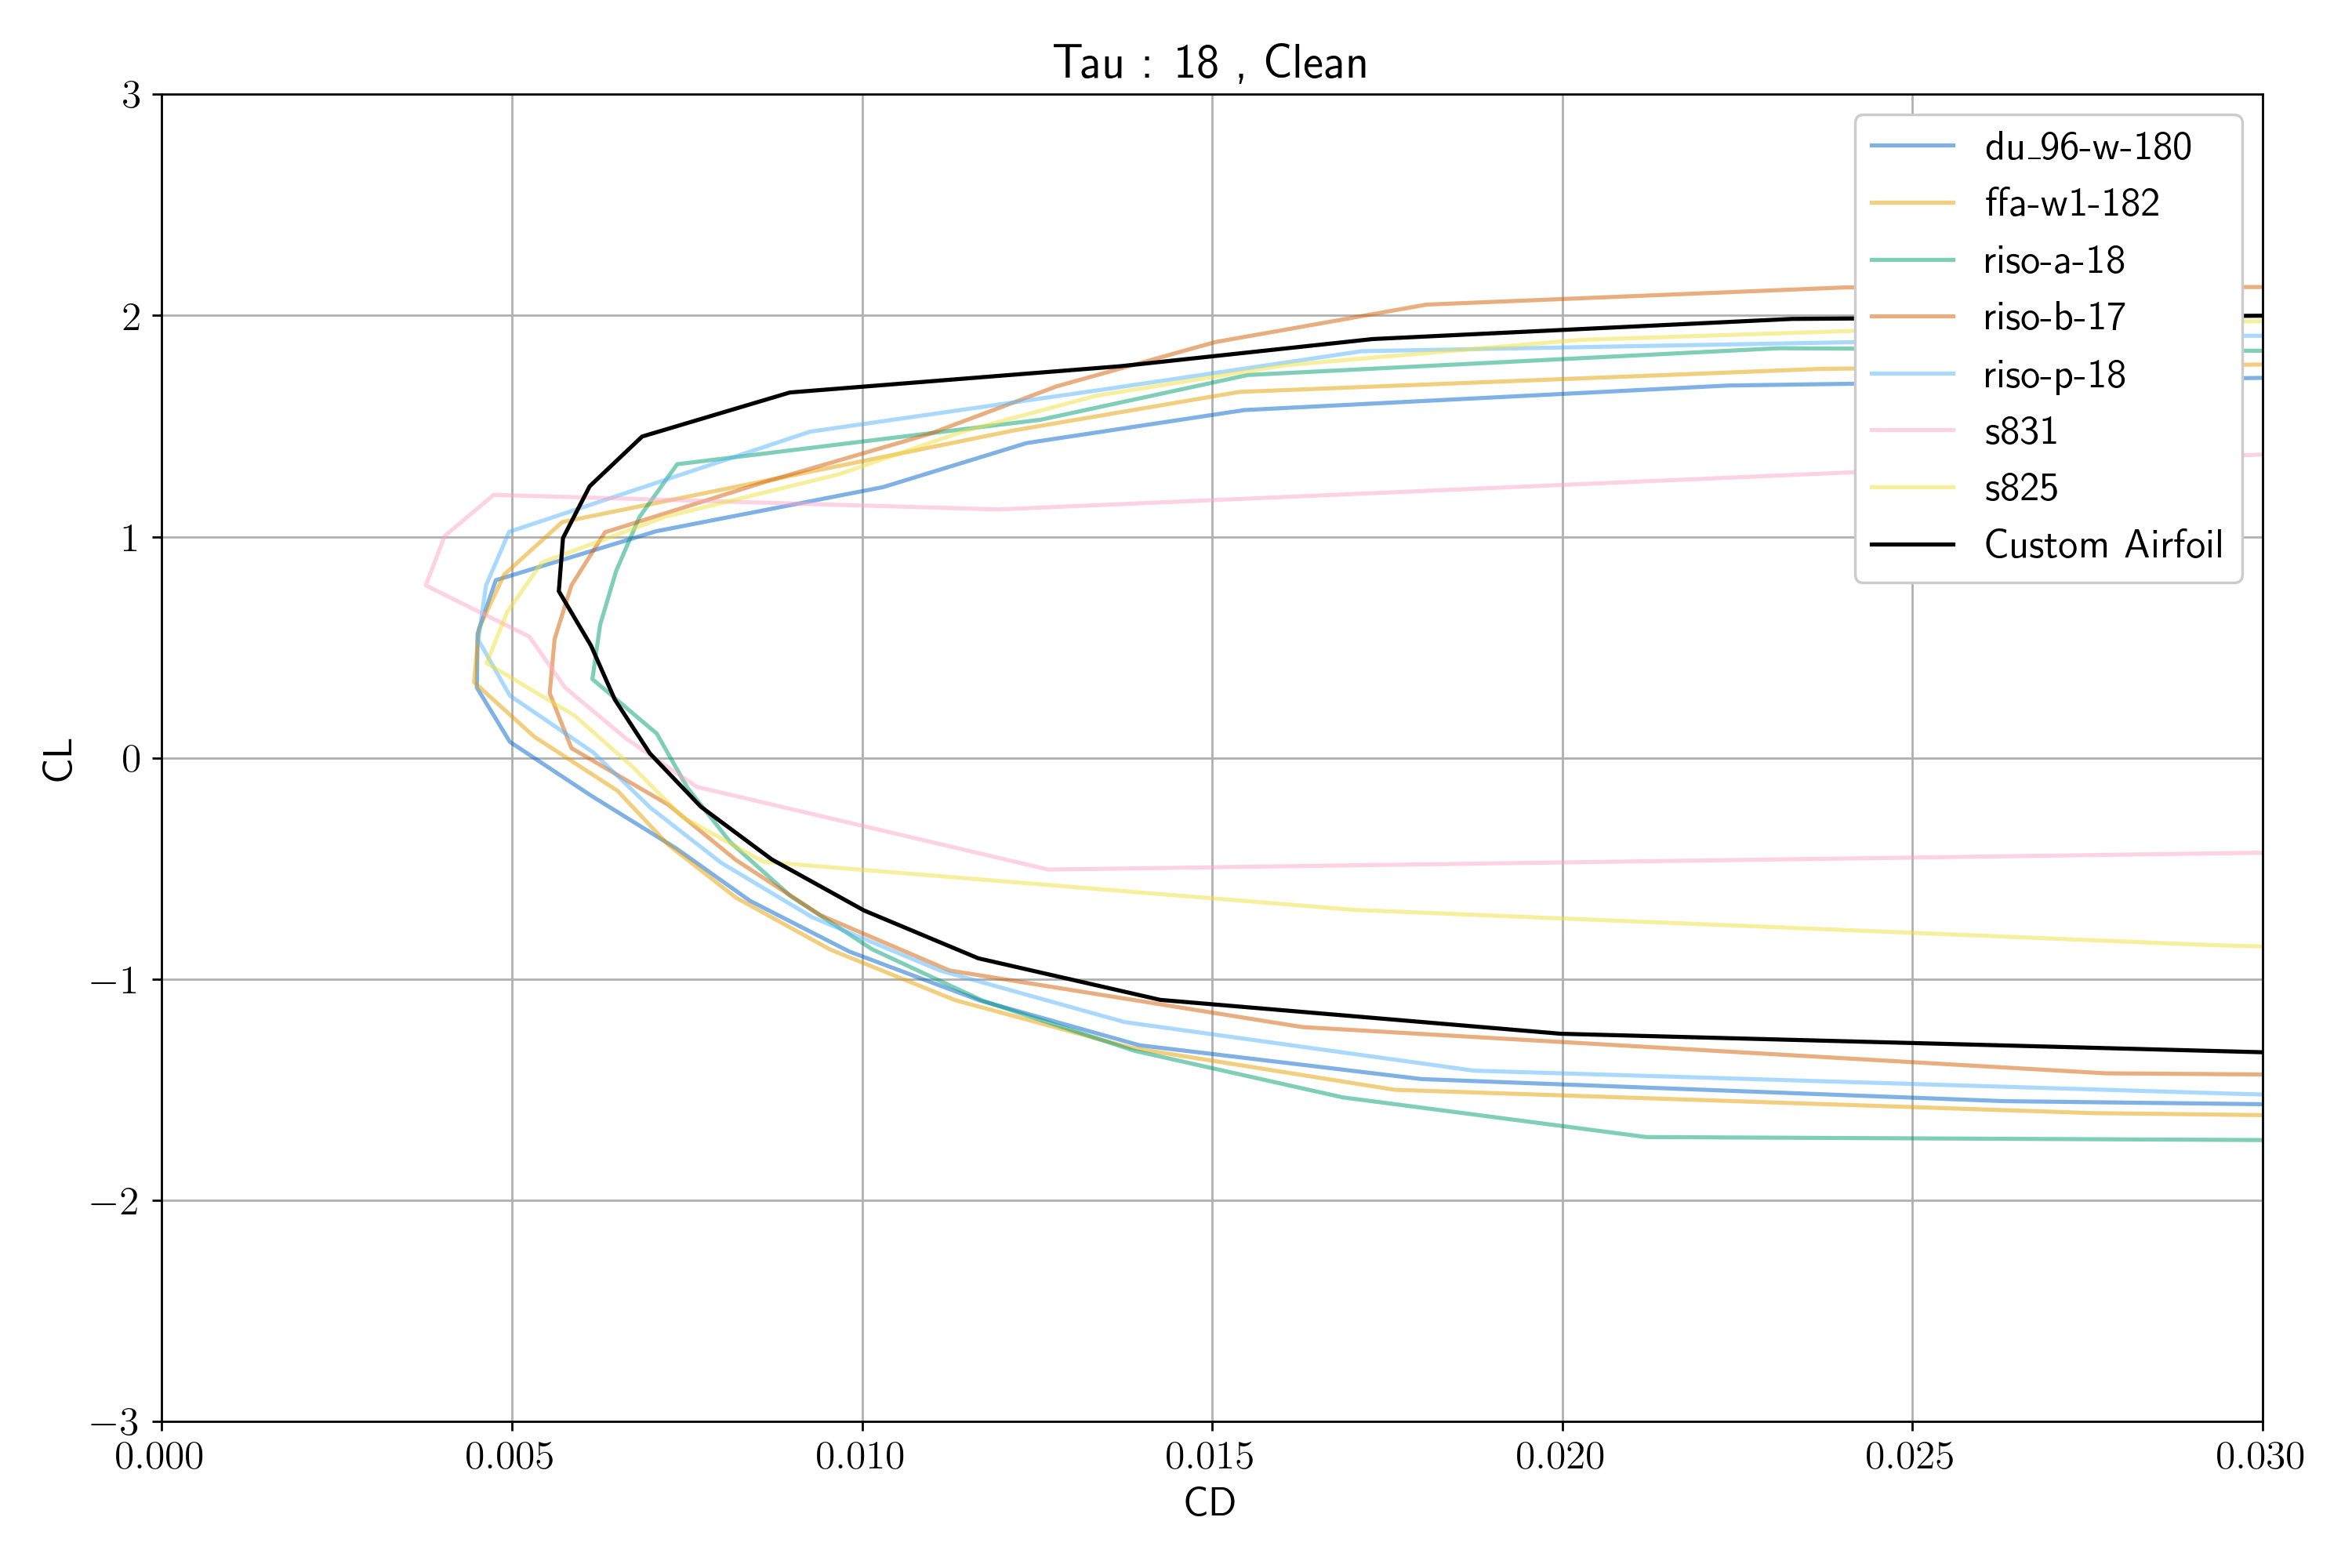 Tau : 18 , Clean
3
2
1
0
−1
−2
−3
CL
0.000 0.005 0.010 0.015 0.020 0.025 0.030
CD
du_96-w-180
ffa-w1-182
riso-a-18
riso-b-17
riso-p-18
s831
s825
Custom Airfoil